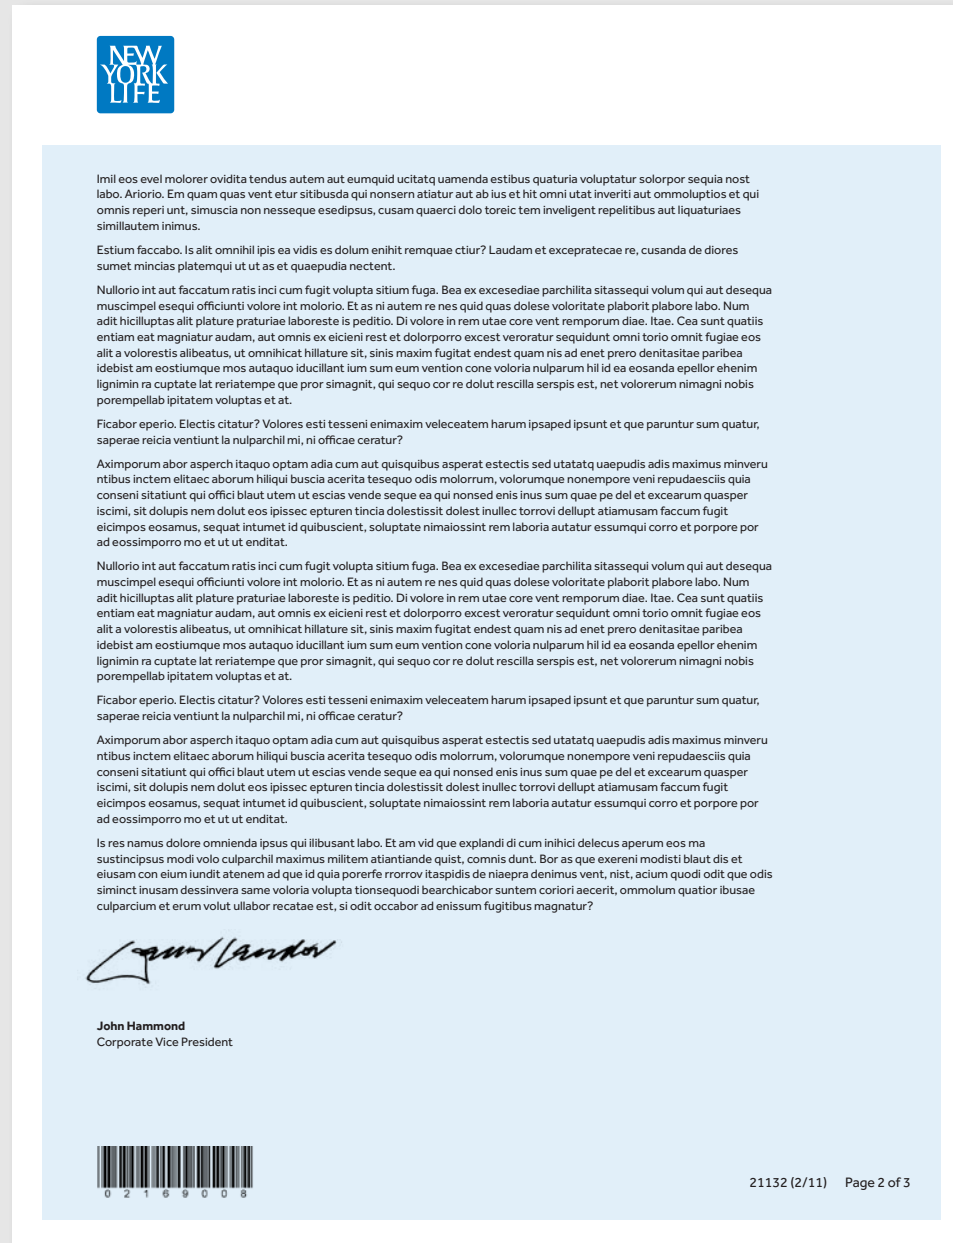 NEW
YORK
LIFE
Imil eos evel molorer ovidita tendus autem aut eumquid ucitatq uamenda estibus quaturia voluptatur solorpor sequia nost
labo. Ariorio. Em quam quas vent etur sitibusda qui nonsern atiatur aut ab ius et hit omni utat inveriti aut ommoluptios et qui
omnis reperi unt, simuscia non nesseque esedipsus, cusam quaerci dolo toreic tem inveligent repelitibus aut liquaturiaes
simillautem inimus.
Estium faccabo. Is alit omnihil ipis ea vidis es dolum enihit remquae ctiur? Laudam et excepratecae re, cusanda de diores
sumet mincias platemqui ut ut as et quaepudia nectent.
Nullorio int aut faccatum ratis inci cum fugit volupta sitium fuga. Bea ex excesediae parchilita sitassequi volum qui aut desequa
muscimpel esequi officiunti volore int molorio. Et as ni autem re nes quid quas dolese voloritate plaborit plabore labo. Num
adit hicilluptas alit plature praturiae laboreste is peditio. Di volore in rem utae core vent remporum diae. Itae. Cea sunt quatiis
entiam eat magniatur audam, aut omnis ex eicieni rest et dolorporro excest veroratur sequidunt omni torio omnit fugiae eos
alit a volorestis alibeatus, ut omnihicat hillature sit, sinis maxim fugitat endest quam nis ad enet prero denitasitae paribea
idebist am eostiumque mos autaquo iducillant ium sum eum vention cone voloria nulparum hil id ea eosanda epellor ehenim
lignimin ra cuptate lat reriatempe que pror simagnit, qui sequo cor re dolut rescilla serspis est, net volorerum nimagni nobis
porempellab ipitatem voluptas et at.
Ficabor eperio. Electis citatur? Volores esti tesseni enimaxim veleceatem harum ipsaped ipsunt et que paruntur sum quatur,
saperae reicia ventiunt la nulparchil mi, ni officae ceratur?
Aximporum abor asperch itaquo optam adia cum aut quisquibus asperat estectis sed utatatq uaepudis adis maximus minveru
ntibus inctem elitaec aborum hiliqui buscia acerita tesequo odis molorrum, volorumque nonempore veni repudaesciis quia
conseni sitatiunt qui offici blaut utem ut escias vende seque ea qui nonsed enis inus sum quae pe del et excearum quasper
iscimi, sit dolupis nem dolut eos ipissec epturen tincia dolestissit dolest inullec torrovi dellupt atiamusam faccum fugit
eicimpos eosamus, sequat intumet id quibuscient, soluptate nimaiossint rem laboria autatur essumqui corro et porpore por
ad eossimporro mo et ut ut enditat.
Nullorio int aut faccatum ratis inci cum fugit volupta sitium fuga. Bea ex excesediae parchilita sitassequi volum qui aut desequa
muscimpel esequi officiunti volore int molorio. Et as ni autem re nes quid quas dolese voloritate plaborit plabore labo. Num
adit hicilluptas alit plature praturiae laboreste is peditio. Di volore in rem utae core vent remporum diae. Itae. Cea sunt quatiis
entiam eat magniatur audam, aut omnis ex eicieni rest et dolorporro excest veroratur sequidunt omni torio omnit fugiae eos
alit a volorestis alibeatus, ut omnihicat hillature sit, sinis maxim fugitat endest quam nis ad enet prero denitasitae paribea
idebist am eostiumque mos autaquo iducillant ium sum eum vention cone voloria nulparum hil id ea eosanda epellor ehenim
lignimin ra cuptate lat reriatempe que pror simagnit, qui sequo cor re dolut rescilla serspis est, net volorerum nimagni nobis
porempellab ipitatem voluptas et at.
Ficabor eperio. Electis citatur? Volores esti tesseni enimaxim veleceatem harum ipsaped ipsunt et que paruntur sum quatur,
saperae reicia ventiunt la nulparchil mi, ni officae ceratur?
Aximporum abor asperch itaquo optam adia cum aut quisquibus asperat estectis sed utatatq uaepudis adis maximus minveru
ntibus inctem elitaec aborum hiliqui buscia acerita tesequo odis molorrum, volorumque nonempore veni repudaesciis quia
conseni sitatiunt qui offici blaut utem ut escias vende seque ea qui nonsed enis inus sum quae pe del et excearum quasper
iscimi, sit dolupis nem dolut eos ipissec epturen tincia dolestissit dolest inullec torrovi dellupt atiamusam faccum fugit
eicimpos eosamus, sequat intumet id quibuscient, soluptate nimaiossint rem laboria autatur essumqui corro et porpore por
ad eossimporro mo et ut ut enditat.
Is res namus dolore omnienda ipsus qui ilibusant labo. Et am vid que explandi di cum inihici delecus aperum eos ma
sustincipsus modi volo culparchil maximus militem atiantiande quist, comnis dunt. Bor as que exereni modisti blaut dis et
eiusam con eium iundit atenem ad que id quia porerfe rrorrov itaspidis de niaepra denimus vent, nist, acium quodi odit que odis
siminct inusam dessinvera same voloria volupta tionsequodi bearchicabor suntem coriori aecerit, ommolum quatior ibusae
culparcium et erum volut ullabor recatae est, si odit occabor ad enissum fugitibus magnatur?
John Hammond
Corporate Vice President
02169008
21132 (2/11) Page 2 of 3